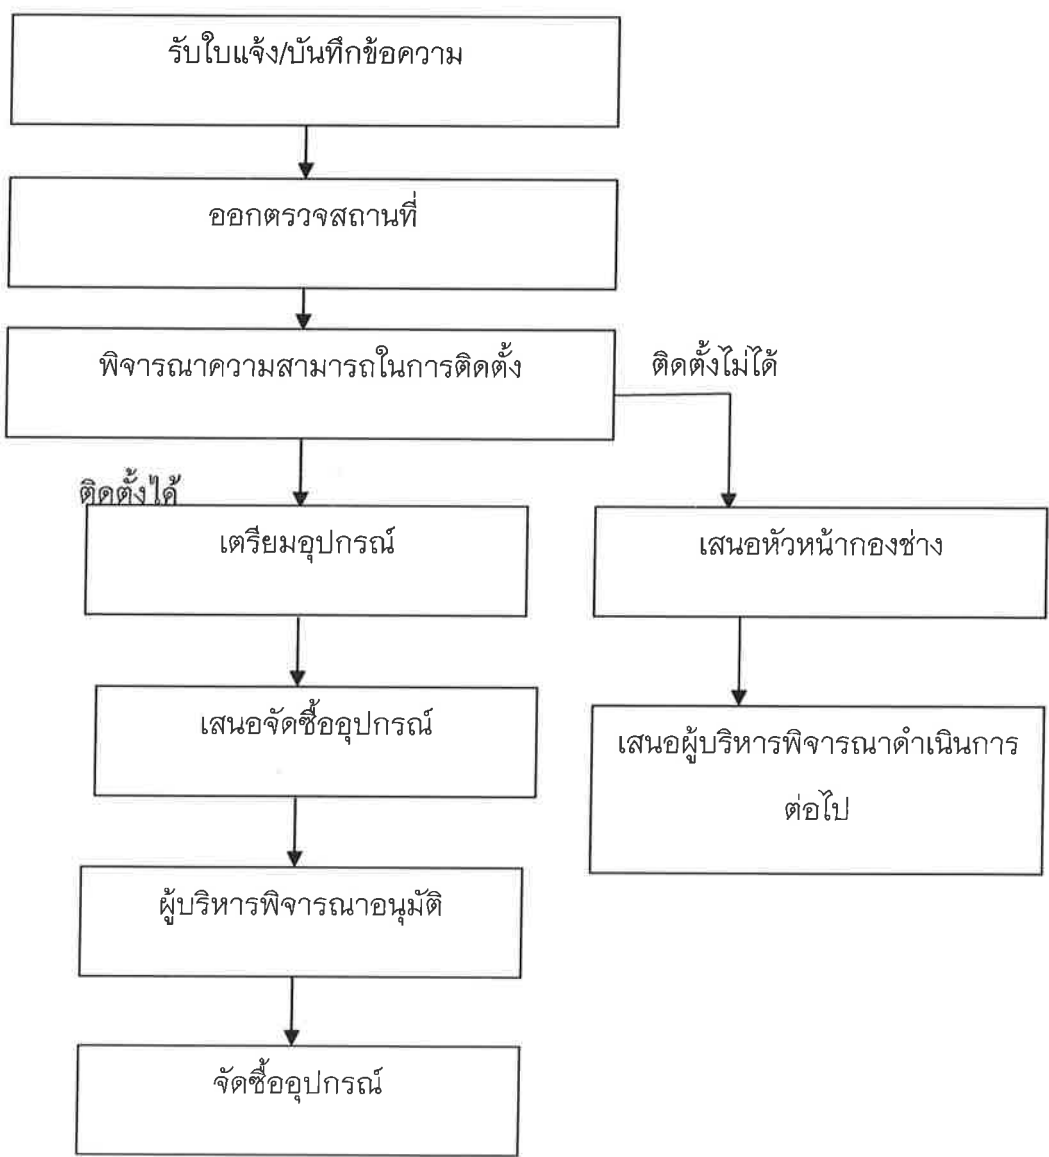 รับใบแจ้ง/บันทึกข้อความ
ออกตรวจสถานที่
พิจารณาความสามารถในการติดตั้ง
ติดตั้งไม่ได้
ติดตั้งได้
เตรียมอุปกรณ์
เสนอหัวหน้ากองช่าง
เสนอจัดซื้ออุปกรณ์
เสนอผู้บริหารพิจารณาดำเนินการ
ต่อไป
ผู้บริหารพิจารณาอนุมัติ
จัดซื้ออุปกรณ์